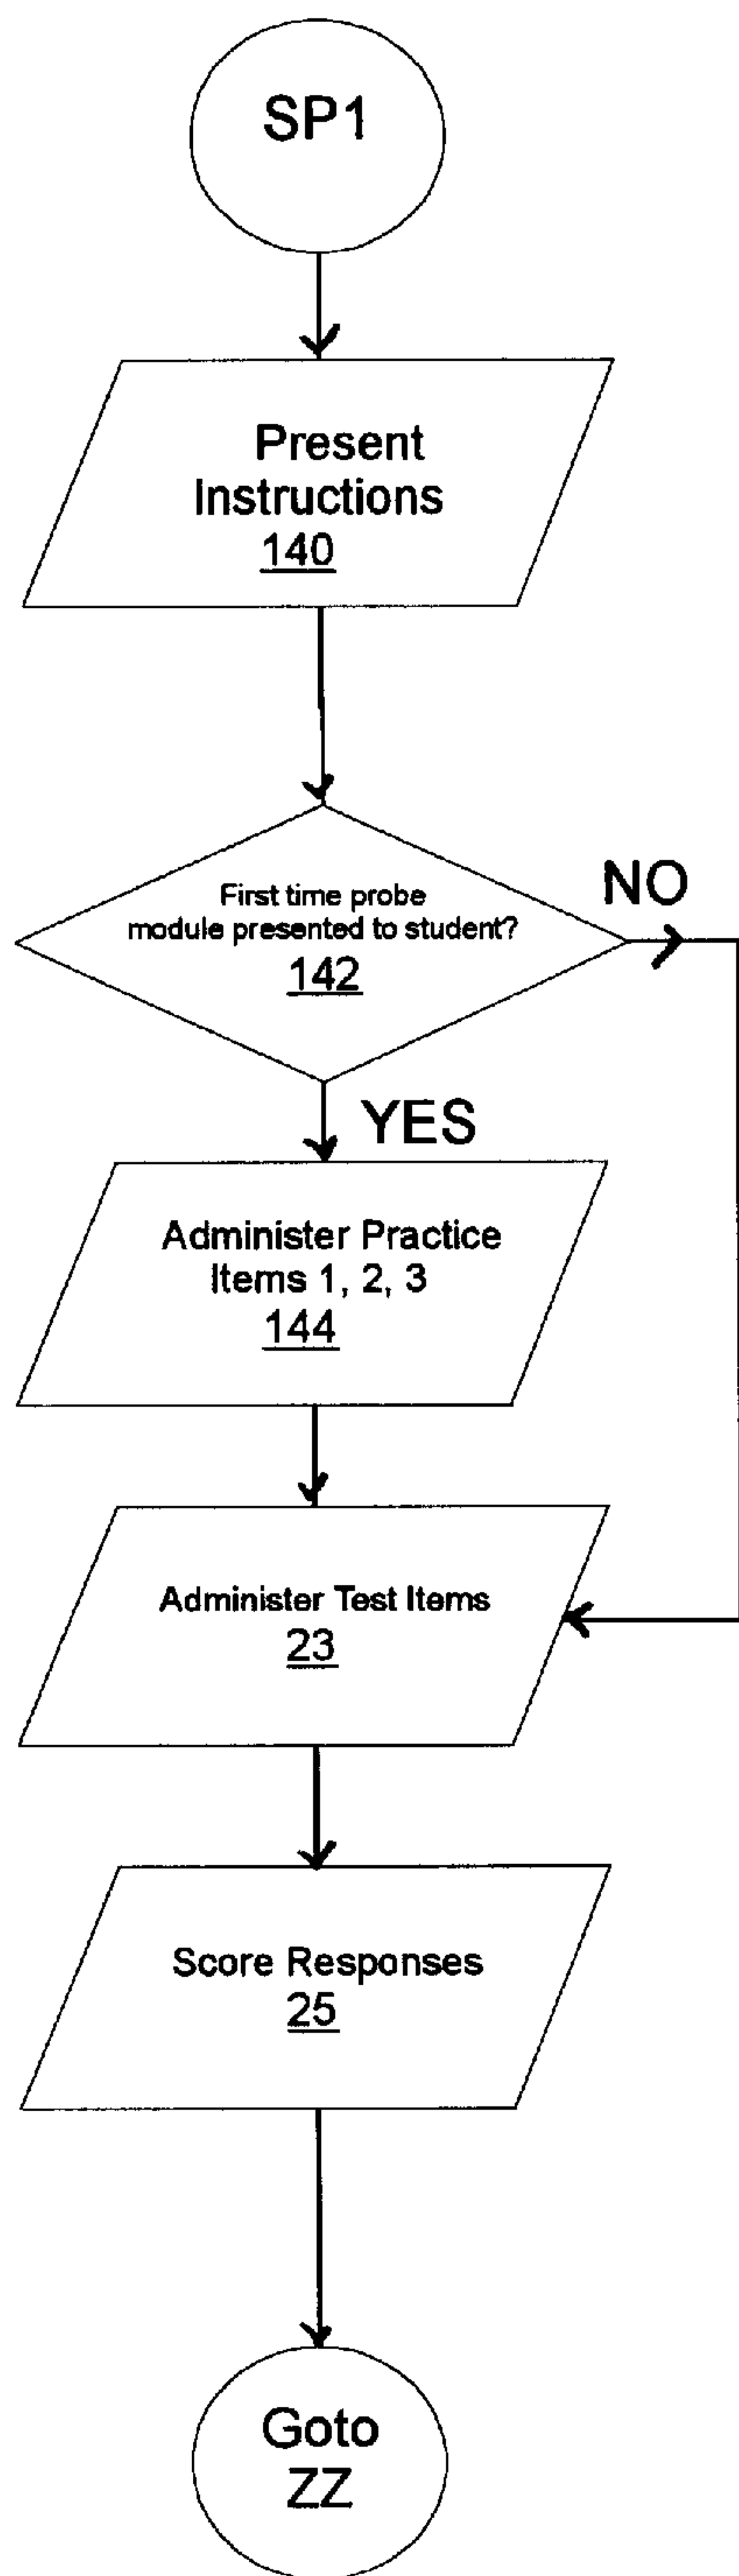 SP1
Present
Instructions
140
First time probe
module presented to student?
142
NO
YES
Administer Practice
Items 1, 2, 3
144
Administer Test Items
23
Score Responses
25
Goto
ZZ